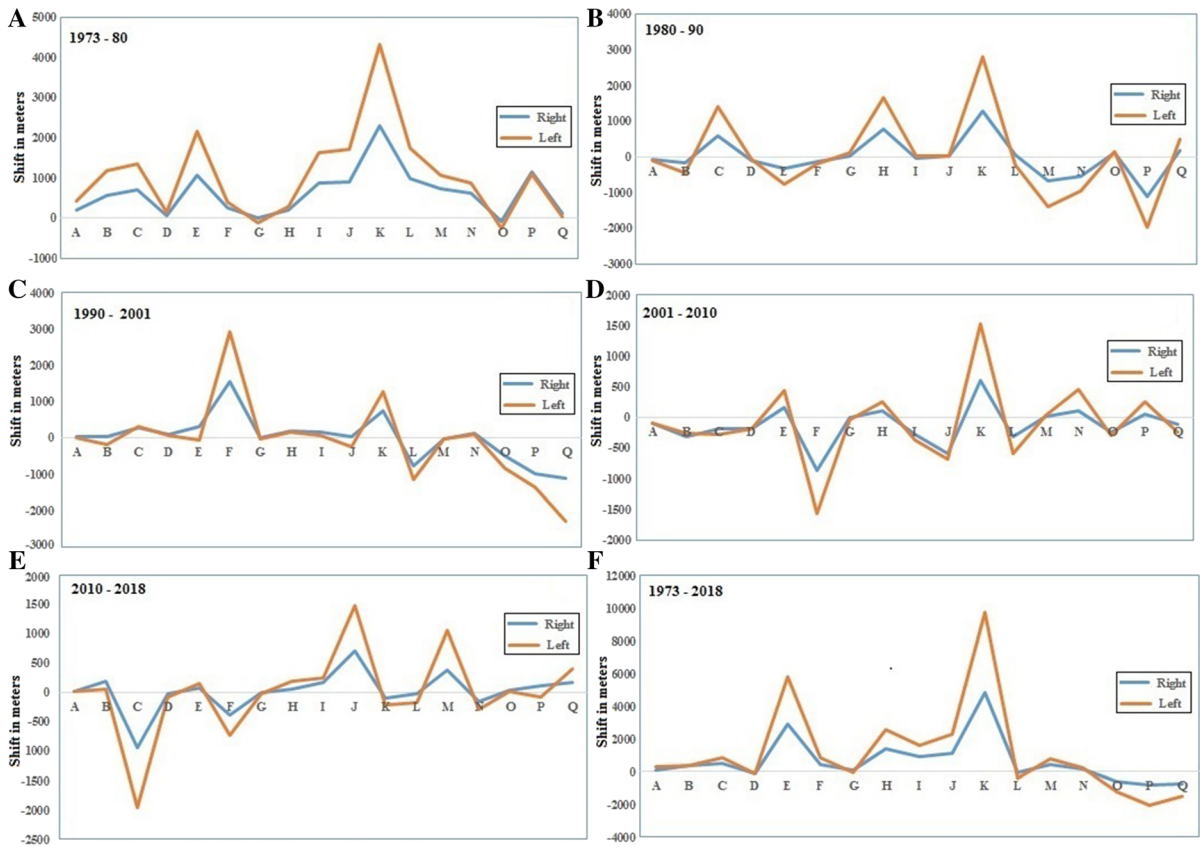 A
1973 - 80
Shift in meters
5000
4000
3000
2000
1000
0
-1000
Right
Left
A B C D E F G H I J K L M N O P Q
B
1980 - 90
Shift in meters
4000
3000
2000
1000
0
-1000
-2000
-3000
Right
Left
A B C D E F G H I J K L M N O P Q
C
1990 - 2001
Shift in meters
4000
3000
2000
1000
0
-1000
-2000
-3000
Right
Left
A B C D E F G H I J K L M N O P Q
D
2001 - 2010
Shift in meters
2000
1500
1000
500
0
-500
-1000
-1500
-2000
Right
Left
A B C D E F G H I J K L M N O P Q
E
2010 - 2018
Shift in meters
2000
1500
1000
500
0
-500
1000
-1500
-2000
-2500
Right
Left
A B C D E F G H I J K L M N O P Q
F
1973 - 2018
Shift in meters
12000
10000
8000
6000
4000
2000
0
-2000
-4000
Right
Left
A B C D E F G H I J K L M N O P Q